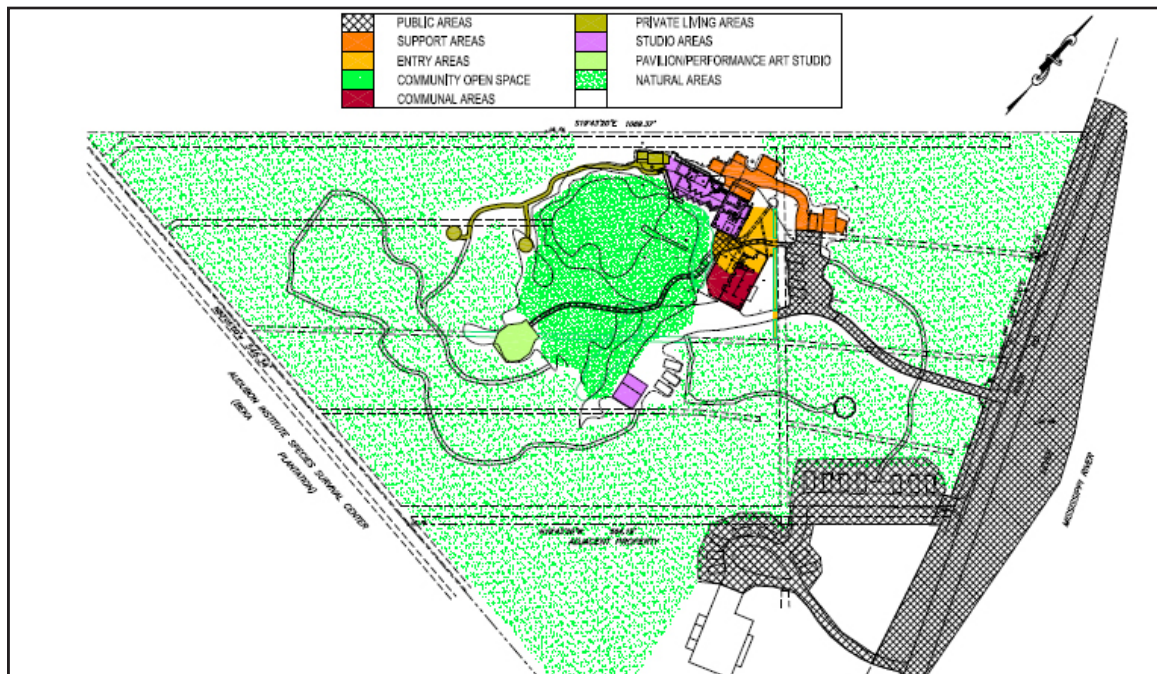 PUBLIC AREAS
SUPPORT AREAS
ENTRY AREAS
COMMUNITY OPEN SPACE
COMMUNAL AREAS
PRIVATE LIVING AREAS
STUDIO AREAS
PAVILION/PERFORMANCE ART STUDIO
NATURAL AREAS
AUDUBON INSTITUTE SPECIES SURVIVAL CENTER
PLANTATION)
ADJACENT PROPERTY
MISSISSIPPI RIVER